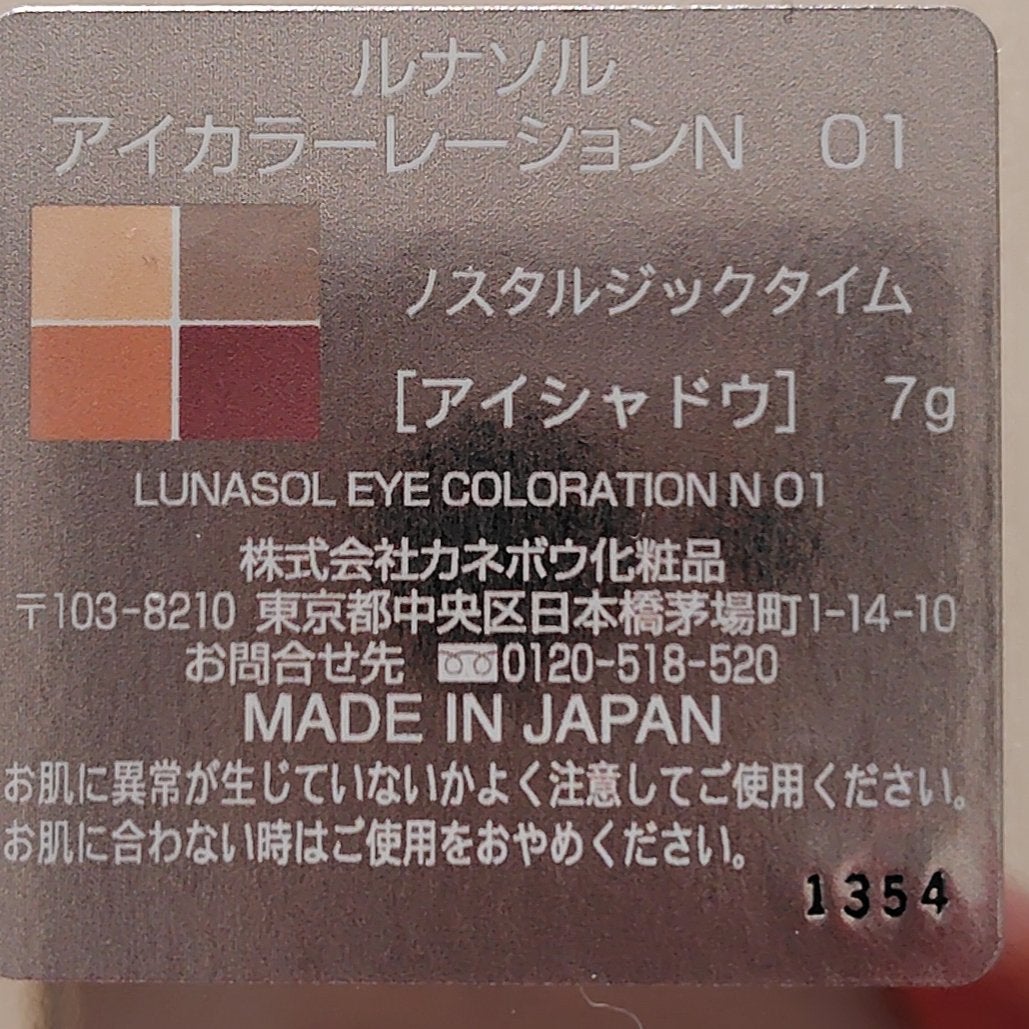 ルナソル
アイカラーレーションN 01
ノスタルジックタイム
[アイシャドウ] 7g
LUNASOL EYE COLORATION N 01
株式会社カネボウ化粧品
〒103-8210 東京都中央区日本橋茅場町1-14-10
お問合せ先 0120-518-520
MADE IN JAPAN
お肌に異常が生じていないかよく注意してご使用ください。
お肌に合わない時はご使用をおやめください。
1354